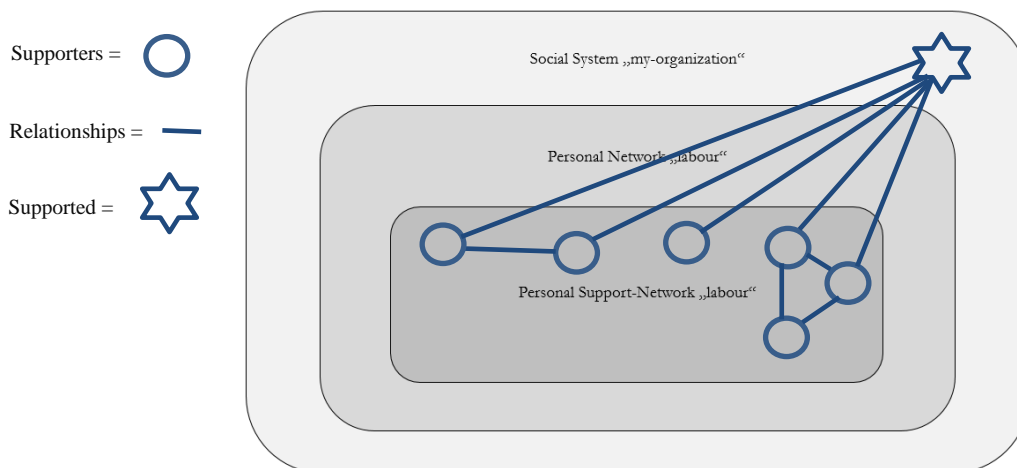 Supporters =
Relationships =
Supported =
Social System „my-organization“
Personal Network „labour“
Personal Support-Network „labour“